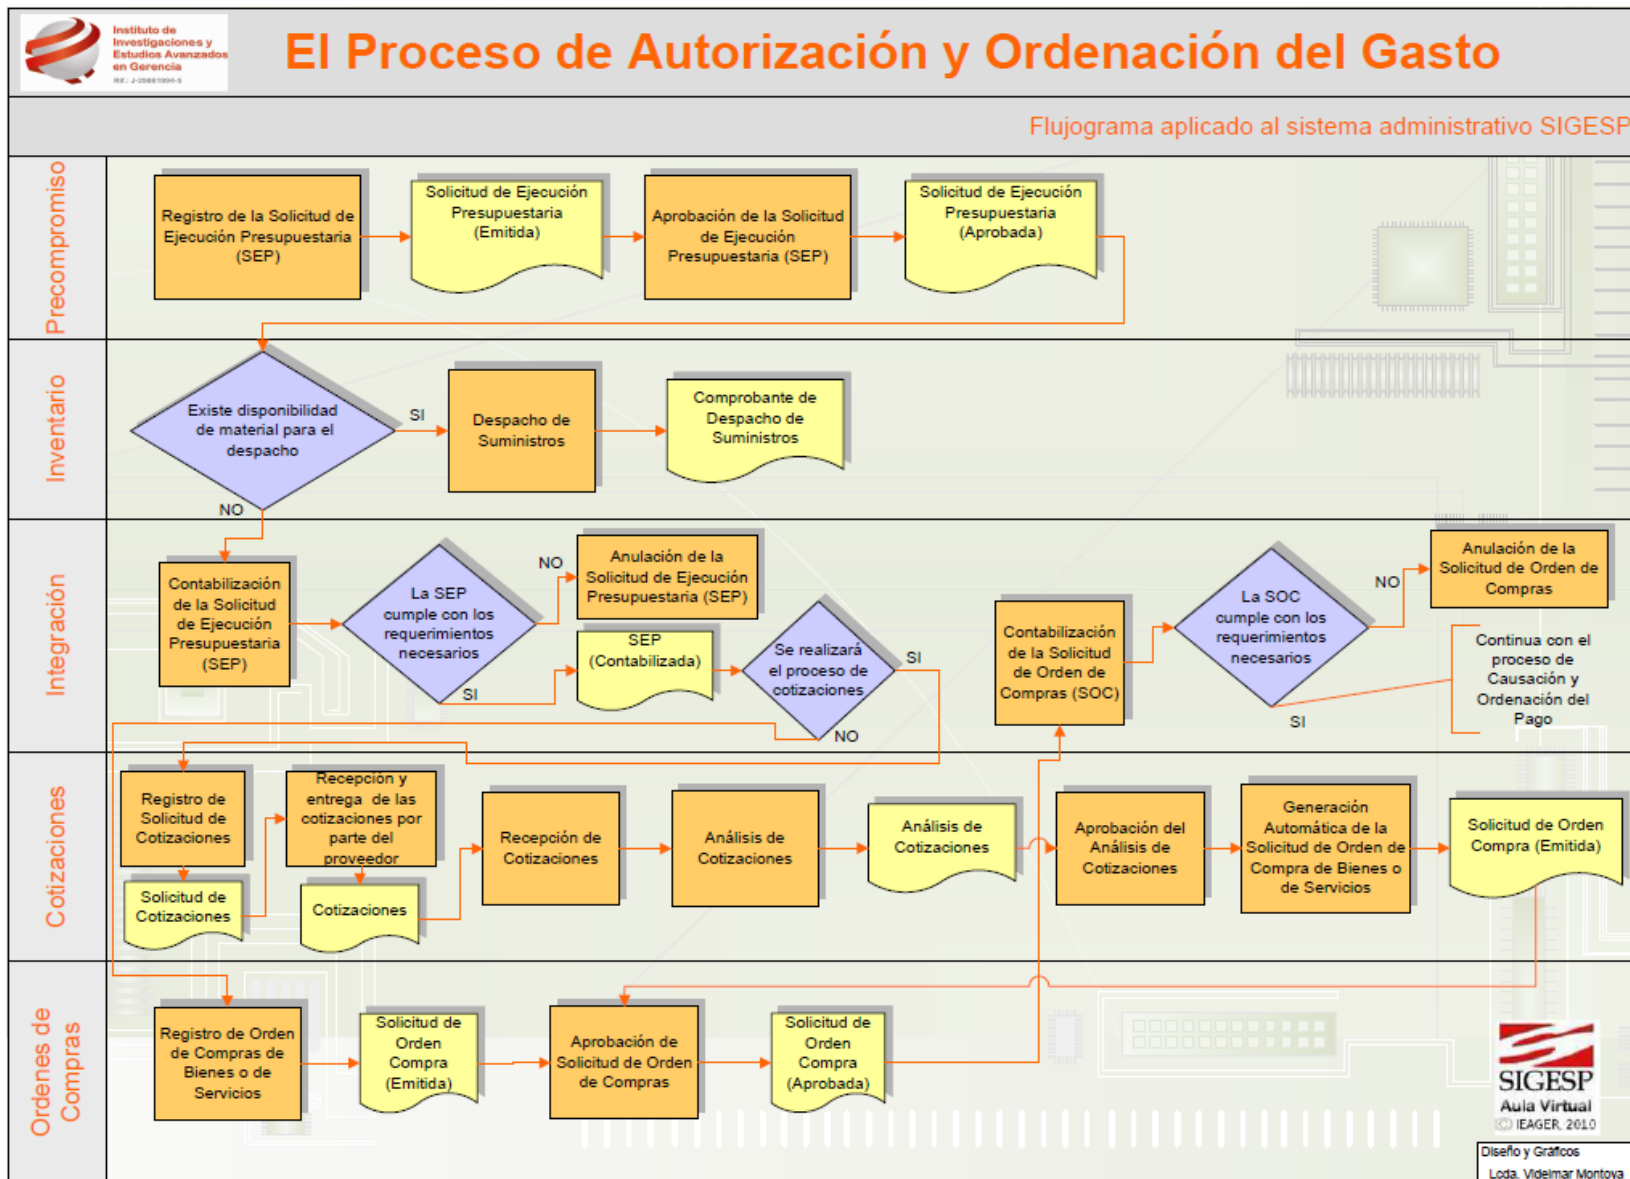 Instituto de
Investigaciones y
Estudios Avanzados
en Gerencia
El Proceso de Autorización y Ordenación del Gasto
Flujograma aplicado al sistema administrativo SIGESP
Precompromiso
Registro de la Solicitud de
Ejecución Presupuestaria
(SEP)
Solicitud de Ejecución
Presupuestaria
(Emitida)
Aprobación de la Solicitud
de Ejecución
Presupuestaria (SEP)
Solicitud de Ejecución
Presupuestaria
(Aprobada)
Inventario
Existe disponibilidad
de material para el
despacho
SI
NO
Despacho de
Suministros
Comprobante de
Despacho de
Suministros
Integración
Contabilización
de la Solicitud
de Ejecución
Presupuestaria
(SEP)
La SEP
cumple con los
requerimientos
necesarios
NO
SI
Anulación de la
Solicitud de Ejecución
Presupuestaria (SEP)
SEP
(Contabilizada)
Se realizará
el proceso de
cotizaciones
SI
NO
Contabilización
de la Solicitud
de Orden de
Compras (SOC)
La SOC
cumple con los
requerimientos
necesarios
NO
SI
Anulación de la
Solicitud de Orden de
Compras
Continua con el
proceso de
Causación y
Ordenación del
Pago
Cotizaciones
Registro de
Solicitud de
Cotizaciones
Solicitud de
Cotizaciones
Recepción y
entrega de las
cotizaciones por
parte del
proveedor
Cotizaciones
Recepción de
Cotizaciones
Análisis de
Cotizaciones
Análisis de
Cotizaciones
Aprobación del
Análisis de
Cotizaciones
Generación
Automática de la
Solicitud de Orden de
Compra de Bienes o
de Servicios
Solicitud de Orden
Compra (Emitida)
Ordenes de
Compras
Registro de Orden
de Compras de
Bienes o de
Servicios
Solicitud de
Orden
Compra
(Emitida)
Aprobación de
Solicitud de Orden
de Compras
Solicitud de
Orden
Compra
(Aprobada)
SIGESP
Aula Virtual
© IEAGER, 2010
Diseño y Gráficos
Lcda. Videimar Montoya